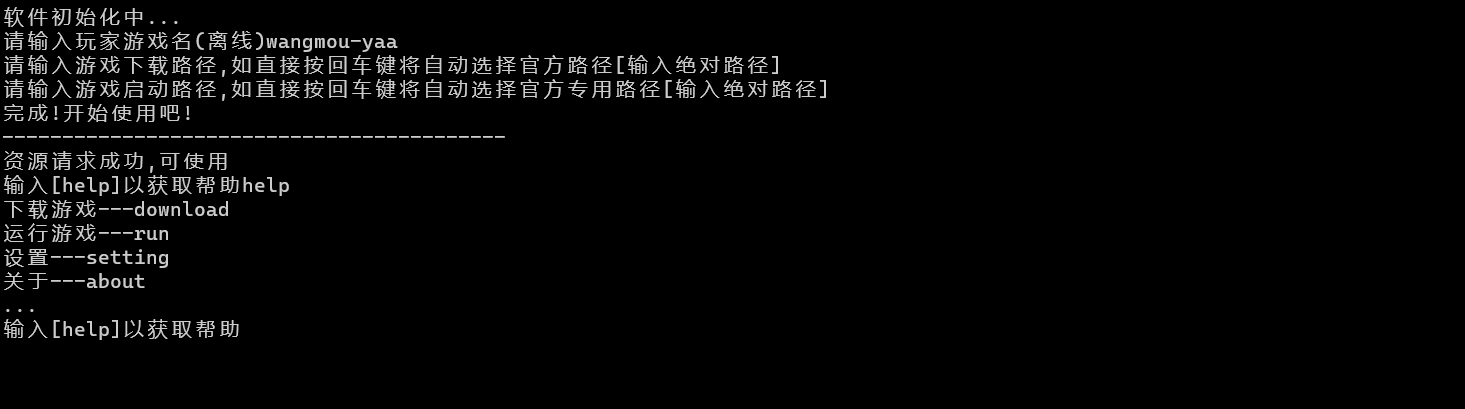 软件初始化中...
请输入玩家游戏名(离线)wangmou-yaa
请输入游戏下载路径,如直接按回车键将自动选择官方路径[输入绝对路径]
请输入游戏启动路径,如直接按回车键将自动选择官方专用路径[输入绝对路径]
完成!开始使用吧!
------------------------------------------
资源请求成功,可使用
输入[help]以获取帮助help
下载游戏---download
运行游戏---run
设置---setting
关于---about
...
输入[help]以获取帮助